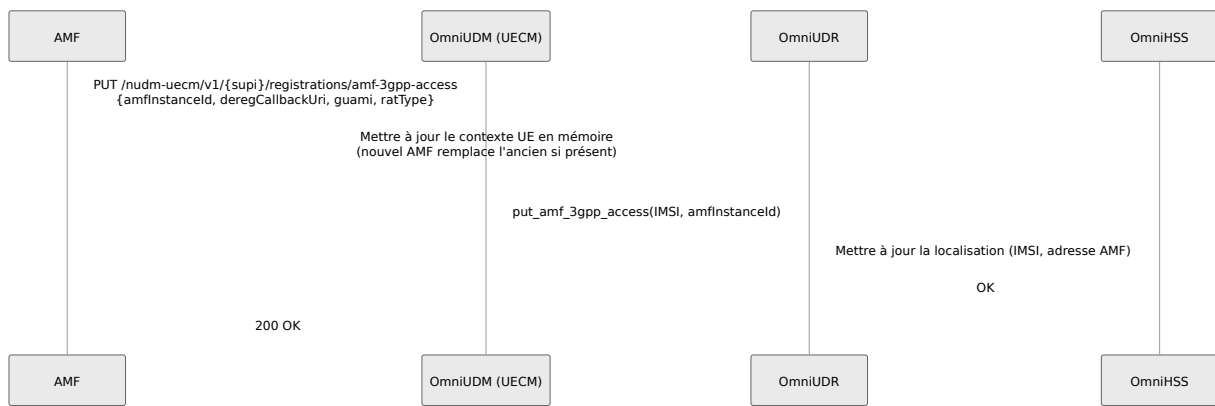 AMF
OmniUDM (UECM)
OmniUDR
OmniHSS
PUT /nudm-uecm/v1/{supi}/registrations/amf-3gpp-access
{amfInstanceId, deregCallbackUri, guami, ratType}
Mettre à jour le contexte UE en mémoire
(nouvel AMF remplace l'ancien si présent)
put_amf_3gpp_access(IMSI, amfInstanceId)
Mettre à jour la localisation (IMSI, adresse AMF)
OK
200 OK
AMF
OmniUDM (UECM)
OmniUDR
OmniHSS